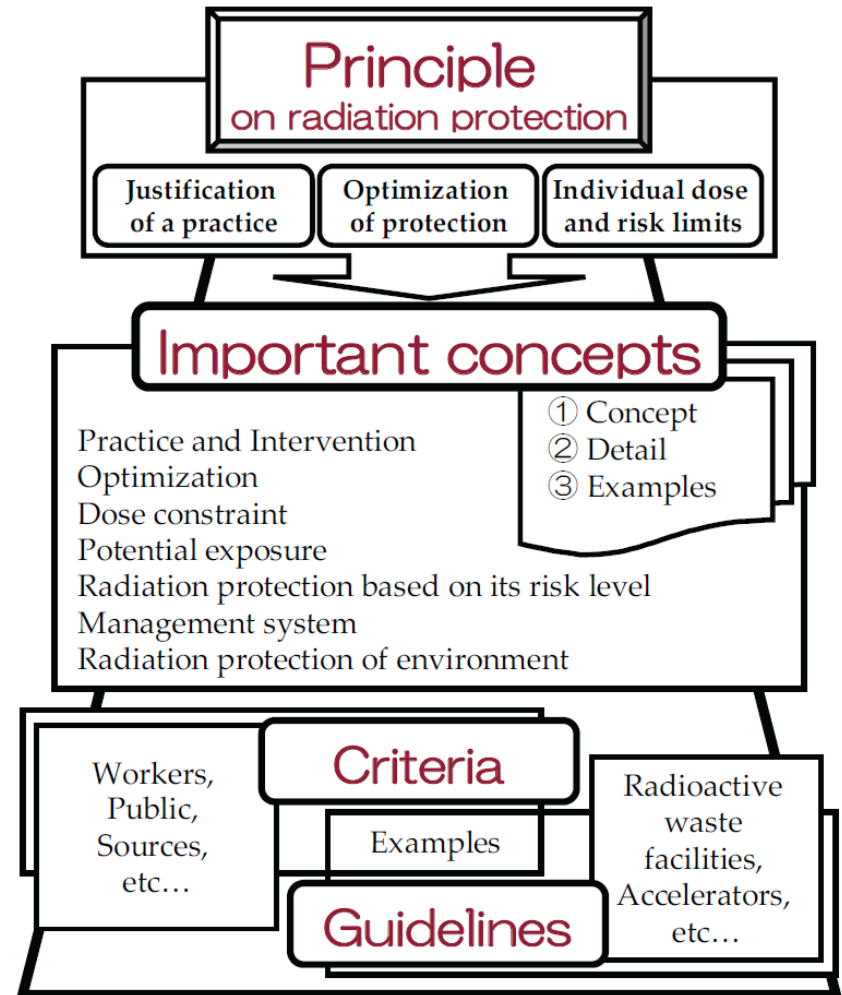 Principle
on radiation protection
Justification
of a practice
Optimization
of protection
Individual dose
and risk limits
Important concepts
① Concept
② Detail
③ Examples
Practice and Intervention
Optimization
Dose constraint
Potential exposure
Radiation protection based on its risk level
Management system
Radiation protection of environment
Criteria
Workers,
Public,
Sources,
etc…
Examples
Radioactive
waste
facilities,
Accelerators,
etc…
Guidelines